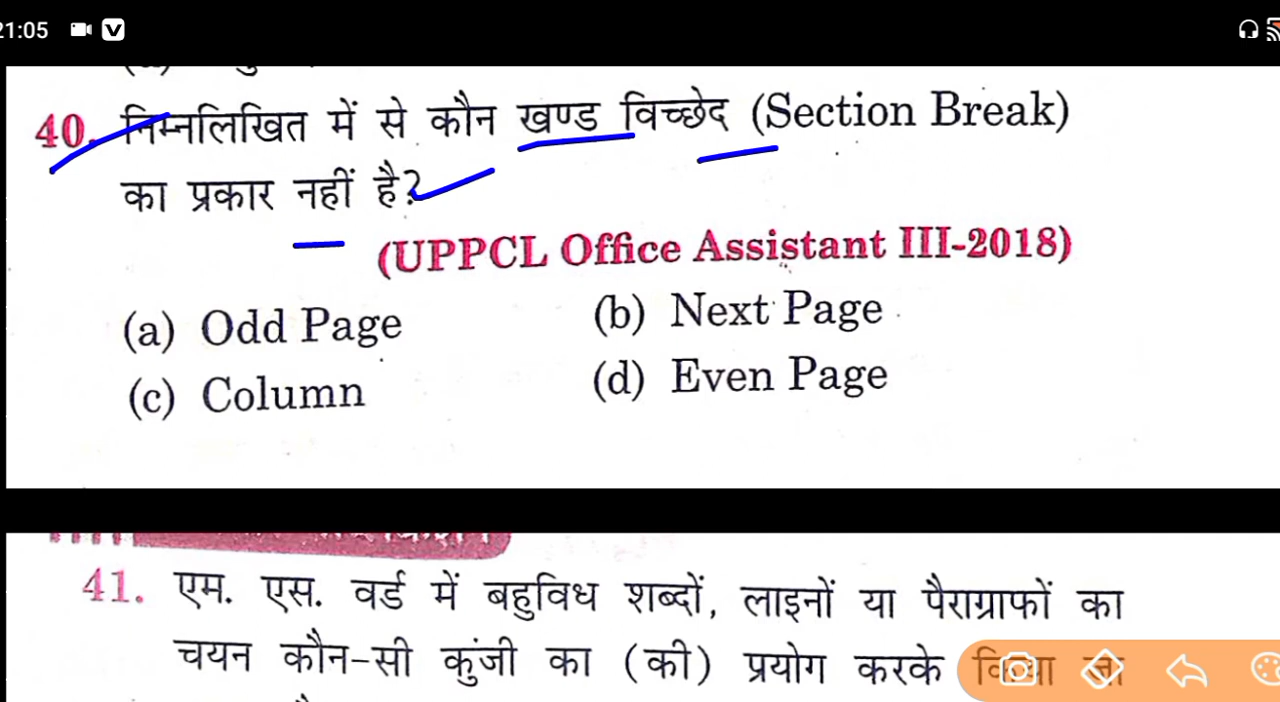 21:05
40. निम्नलिखित में से कौन खण्ड विच्छेद (Section Break)
का प्रकार नहीं है?
(UPPCL Office Assistant III-2018)
(a) Odd Page (b) Next Page
(c) Column (d) Even Page
41. एम. एस. वर्ड में बहुविध शब्दों, लाइनों या पैराग्राफों का
चयन कौन-सी कुंजी का (की) प्रयोग करके किया जा